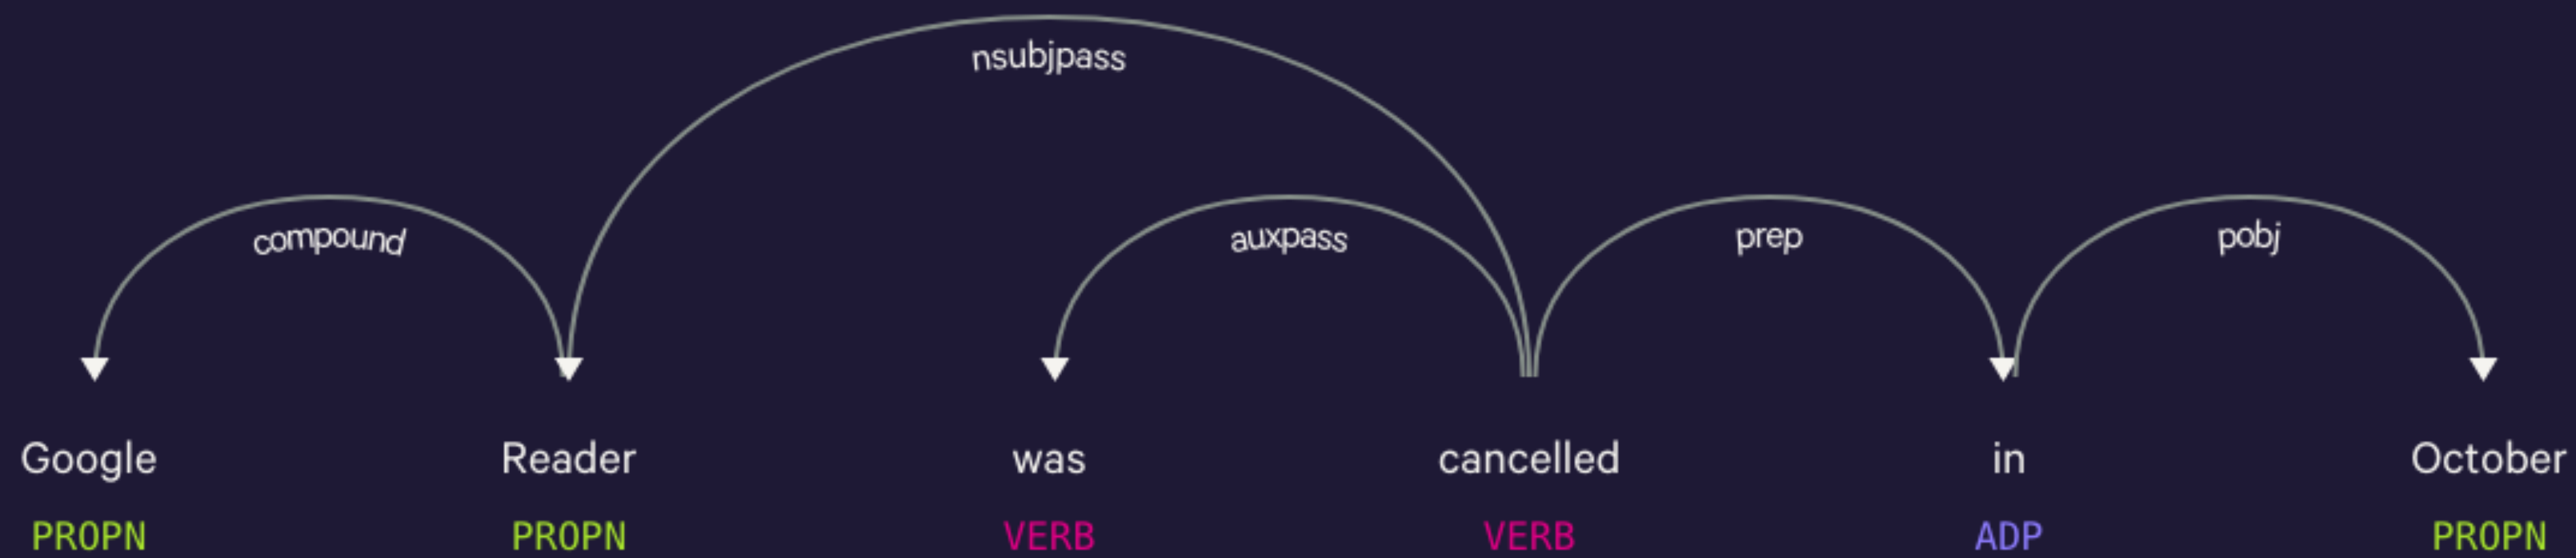 nsubjpass
compound auxpass prep pobj
Google Reader was cancelled in October
PROPN PROPN VERB VERB ADP PROPN